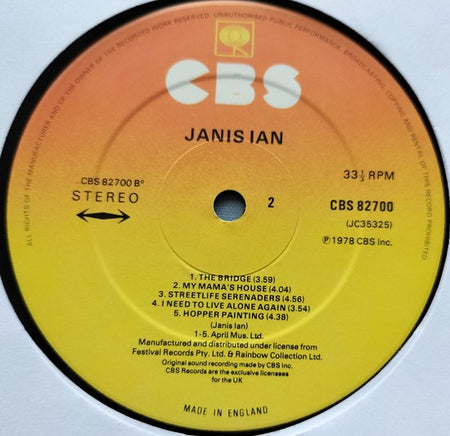 ALL RIGHTS OF THE MANUFACTURER AND OF THE OWNER OF THE RECORDED WORK RESERVED. UNAUTHORISED PUBLIC PERFORMANCE, BROADCASTING, COPYING AND RENTAL OF THIS RECORD PROHIBITED
CBS
JANIS IAN
CBS 82700 B°
STEREO
2
33⅓ RPM
CBS 82700
(JC35325)
℗ 1978 CBS Inc.
1. THE BRIDGE (3.59)
2. MY MAMA'S HOUSE (4.04)
3. STREETLIFE SERENADERS (4.56)
4. I NEED TO LIVE ALONE AGAIN (3.54)
5. HOPPER PAINTING (4.38)
(Janis Ian)
1-5. April Mus. Ltd.
Manufactured and distributed under license from
Festival Records Pty. Ltd. & Rainbow Collection Ltd.
Original sound recording made by CBS Inc.
CBS Records are the exclusive licensees
for the UK
MADE IN ENGLAND